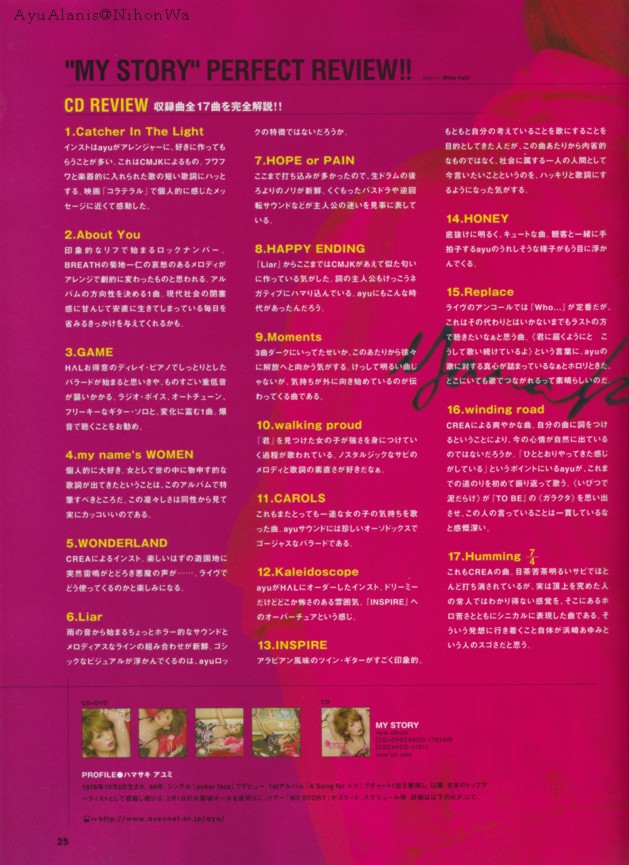 AyuAlanis@NihonWa
"MY STORY" PERFECT REVIEW!!
CD REVIEW 収録曲全17曲を完全解説!!
1.Catcher In The Light
インストはayuがアレンジャーに、好きに作っても
らうことが多い。これはCMJKによるもの。フワフ
ワと楽器的に入れられた歌の短い歌詞にハッと
する。映画『コラテラル』で個人的に感じたメッ
セージに近くて感動した。
2.About You
印象的なリフで始まるロックナンバー。
BREATHの菊地一仁の哀愁のあるメロディが
アレンジで劇的に変わったものと思われる。アル
バムの方向性を決める1曲。現代社会の閉塞
感に甘んじて安直に生きてしまっている毎日を
省みるきっかけを与えてくれるかも。
3.GAME
HΛLお得意のディレイ・ピアノでしっとりとした
バラードが始まると思いきや、ものすごい重低音
が襲いかかる。ラジオ・ボイス、オートチューン、
フリーキーなギター・ソロと、変化に富む1曲。爆
音で聴くことをお勧め。
4.my name's WOMEN
個人的に大好き。女として世の中に物申す的な
歌詞が出てきたということは、このアルバムで特
筆すべきところだ。この凛々しさは同性から見て
実にカッコいいのである。
5.WONDERLAND
CREAによるインスト。楽しいはずの遊園地に
突然雷鳴がとどろき悪魔の声が……。ライヴで
どう使ってくるのかと楽しみになる。
6.Liar
雨の音から始まるちょっとホラー的なサウンドと
メロディアスなラインの組み合わせが新鮮。ゴシ
ックなビジュアルが浮かんでくるのは、ayuロッ
クの特徴ではないだろうか。
7.HOPE or PAIN
ここまで打ち込みが多かったので、生ドラムの後
ろよりのノリが新鮮。くぐもったバスドラや逆回
転サウンドなどが主人公の迷いを見事に表して
いる。
8.HAPPY ENDING
『Liar』からここまではCMJKがあえて似た匂い
に作っている気がした。詞の主人公もけっこうネ
ガティブにハマり込んでいる。ayuにもこんな時
代があったんだろう。
9.Moments
3曲ダークにいってたせいか、このあたりから徐々
に解放へと向かう気がする。けっして明るい曲じ
ゃないが、気持ちが外に向き始めているのが伝
わってくる曲である。
10.walking proud
「君」を見つけた女の子が強さを身につけてい
く過程が歌われている。ノスタルジックなサビの
メロディと歌詞の素直さが好きだなぁ。
11.CAROLS
これもまたとっても一途な女の子の気持ちを歌
った曲。ayuサウンドには珍しいオーソドックスで
ゴージャスなバラードである。
12.Kaleidoscope
ayuがHΛLにオーダーしたインスト。ドリーミー
だけどどこか怖さのある雰囲気。『INSPIRE』へ
のオーバーチュアという感じ。
13.INSPIRE
アラビアン風味のツイン・ギターがすごく印象的。
もともと自分の考えていることを歌にすることを
目的としてきた人だが、この曲あたりから内省的
なものではなく、社会に属する一人の人間として
今言いたいことというのを、ハッキリと歌詞にす
るようになった気がする。
14.HONEY
底抜けに明るく、キュートな曲。観客と一緒に手
拍子するayuのうれしそうな様子がもう目に浮か
んでくる。
15.Replace
ライヴのアンコールでは『Who...』が定番だが、
これはその代わりとはいかないまでもラストの方
で聴きたいなぁと思う曲。〈君に届くようにと こ
うして歌い続けているよ〉という言葉に、ayuの
歌に対する真心が詰まっているなぁとホロリときた。
どこにいても歌でつながれるって素晴らしいのだ。
16.winding road
CREAによる爽やかな曲。自分の曲に詞をつけ
るということにより、今の心情が自然に出ている
のではないだろうか。「ひととおりやってきた感じ
がしている」というポイントにいるayuが、これま
での道のりを初めて振り返って歌う。〈いびつで
泥だらけ〉が『TO BE』の〈ガラクタ〉を思い出
させ、この人の言っていることは一貫しているな
と感慨深い。
17.Humming 7/4
これもCREAの曲。目茶苦茶明るいサビでほと
んど打ち消されているが、実は頂上を究めた人
の常人ではわかり得ない感覚を、そこにあるホ
ロ苦さとともにシニカルに表現した曲である。そ
ういう発想に行き着くこと自体が浜崎あゆみと
いう人のスゴさだと思う。
CD+DVD
CD
MY STORY
new album
now on sale
PROFILE●ハマサキ アユミ
http://www.avexnet.or.jp/ayu/
25